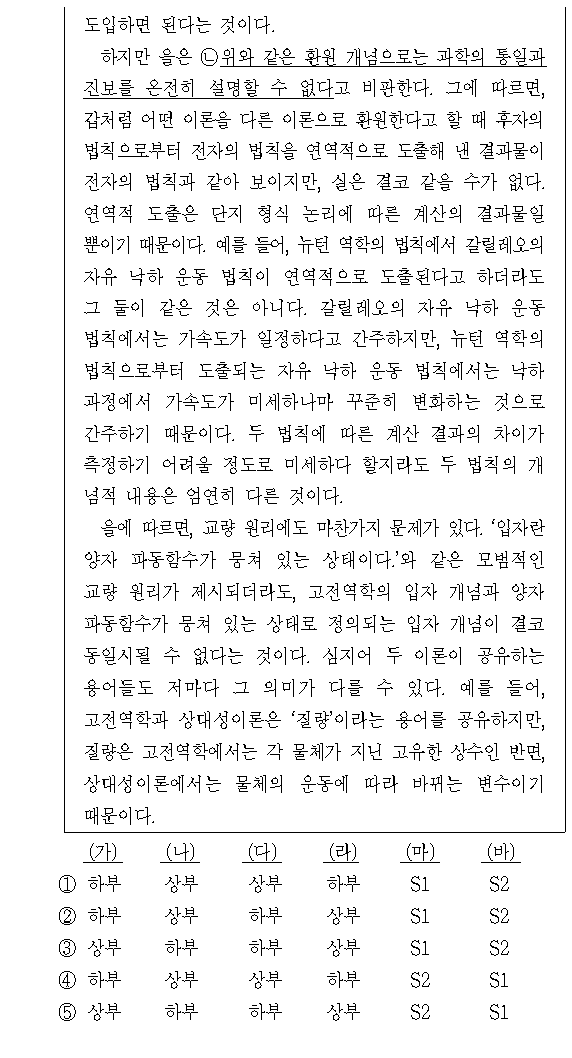 도입하면 된다는 것이다.
하지만 을은 ㉡위와 같은 환원 개념으로는 과학의 통일과
진보를 온전히 설명할 수 없다고 비판한다. 그에 따르면,
갑처럼 어떤 이론을 다른 이론으로 환원한다고 할 때 후자의
법칙으로부터 전자의 법칙을 연역적으로 도출해 낸 결과물이
전자의 법칙과 같아 보이지만, 실은 결코 같을 수가 없다.
연역적 도출은 단지 형식 논리에 따른 계산의 결과물일
뿐이기 때문이다. 예를 들어, 뉴턴 역학의 법칙에서 갈릴레오의
자유 낙하 운동 법칙이 연역적으로 도출된다고 하더라도
그 둘이 같은 것은 아니다. 갈릴레오의 자유 낙하 운동
법칙에서는 가속도가 일정하다고 간주하지만, 뉴턴 역학의
법칙으로부터 도출되는 자유 낙하 운동 법칙에서는 낙하
과정에서 가속도가 미세하나마 꾸준히 변화하는 것으로
간주하기 때문이다. 두 법칙에 따른 계산 결과의 차이가
측정하기 어려울 정도로 미세하다 할지라도 두 법칙의 개
념적 내용은 엄연히 다른 것이다.
을에 따르면, 교량 원리에도 마찬가지 문제가 있다. ‘입자란
양자 파동함수가 뭉쳐 있는 상태이다.’와 같은 모범적인
교량 원리가 제시되더라도, 고전역학의 입자 개념과 양자
파동함수가 뭉쳐 있는 상태로 정의되는 입자 개념이 결코
동일시될 수 없다는 것이다. 심지어 두 이론이 공유하는
용어들도 저마다 그 의미가 다를 수 있다. 예를 들어,
고전역학과 상대성이론은 ‘질량’이라는 용어를 공유하지만,
질량은 고전역학에서는 각 물체가 지닌 고유한 상수인 반면,
상대성이론에서는 물체의 운동에 따라 바뀌는 변수이기
때문이다.
(가) (나) (다) (라) (마) (바)
① 하부 상부 상부 하부 S1 S2
② 하부 상부 하부 상부 S1 S2
③ 상부 하부 하부 상부 S1 S2
④ 하부 상부 상부 하부 S2 S1
⑤ 상부 하부 하부 상부 S2 S1